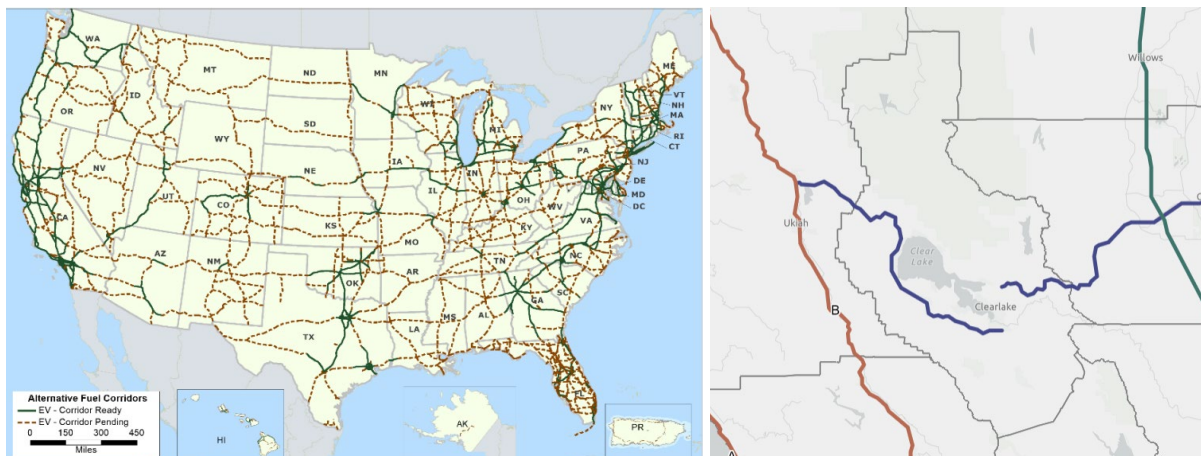 WA
MT
ND
MN
ME
OR
ID
SD
WI
MI
NY
VT
NH
MA
RI
CT
WY
NE
IA
PA
NJ
NV
UT
CO
IL
IN
OH
WV
DE
MD
DC
CA
KS
MO
KY
VA
AZ
NM
OK
AR
TN
NC
SC
TX
LA
MS
AL
GA
FL
Alternative Fuel Corridors
EV - Corridor Ready
EV - Corridor Pending
0 150 300 450
Miles
HI
AK
PR
Willows
Ukiah
Clear
Lake
Clearlake
B